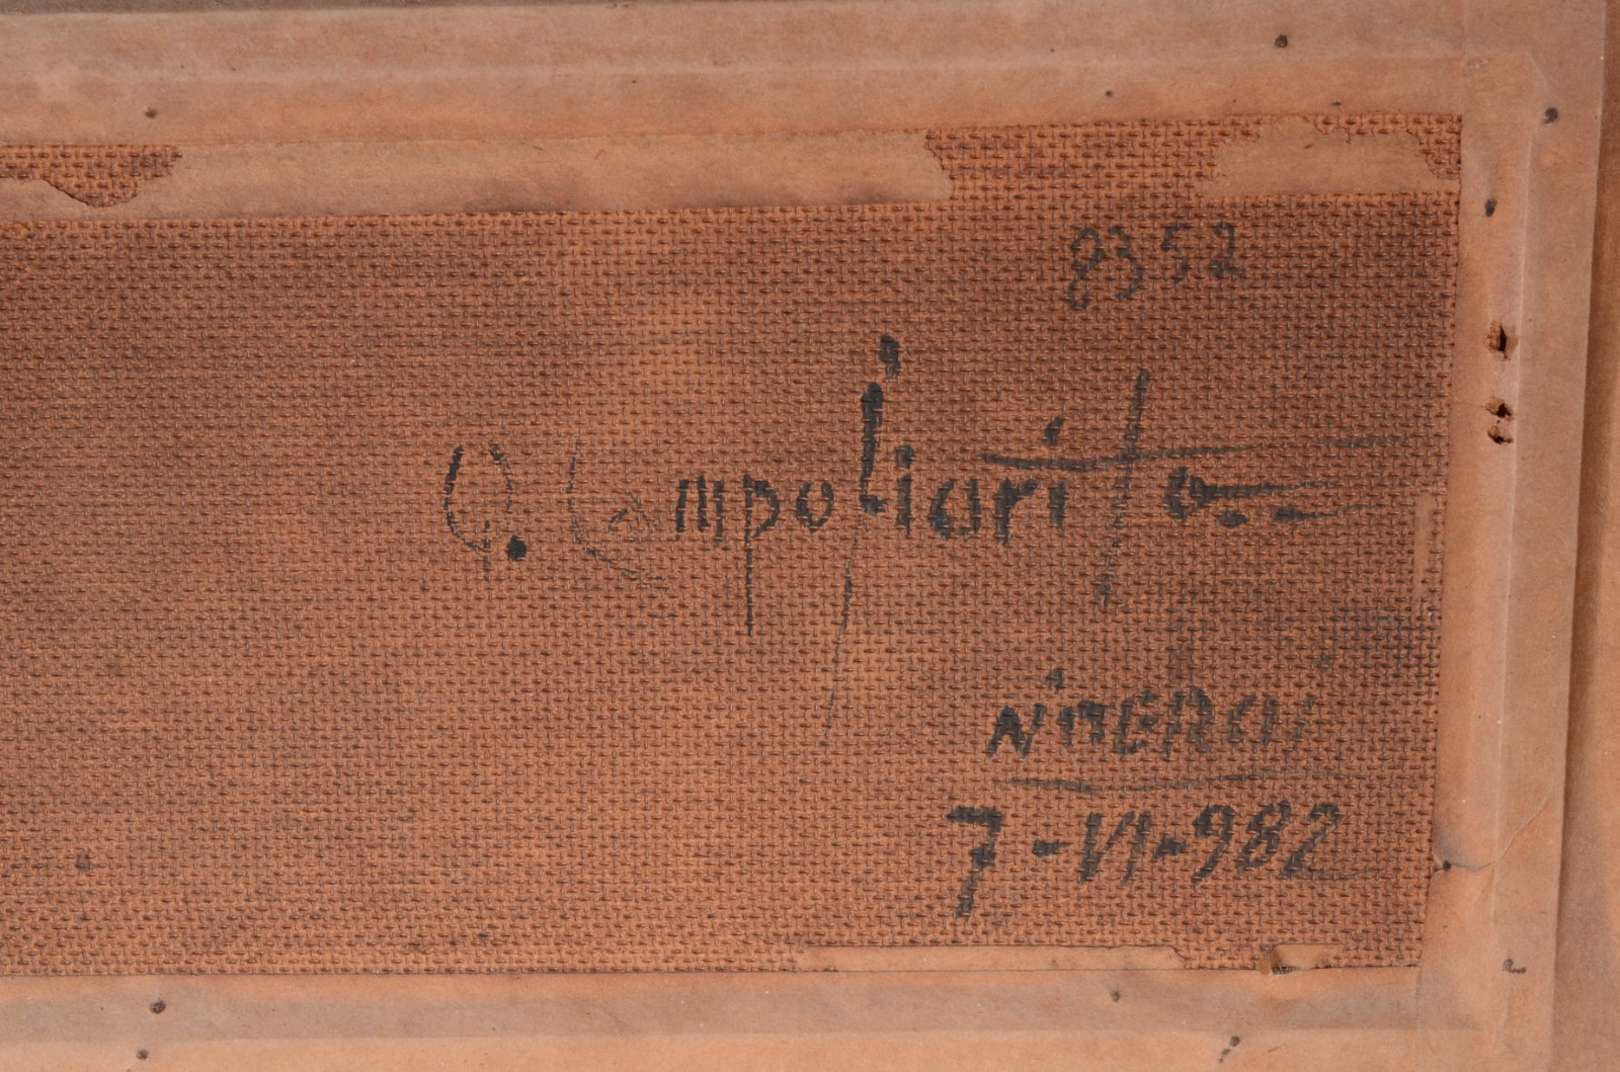 8352
Q. Campofiorito..
NiTEROi
7-VI-982